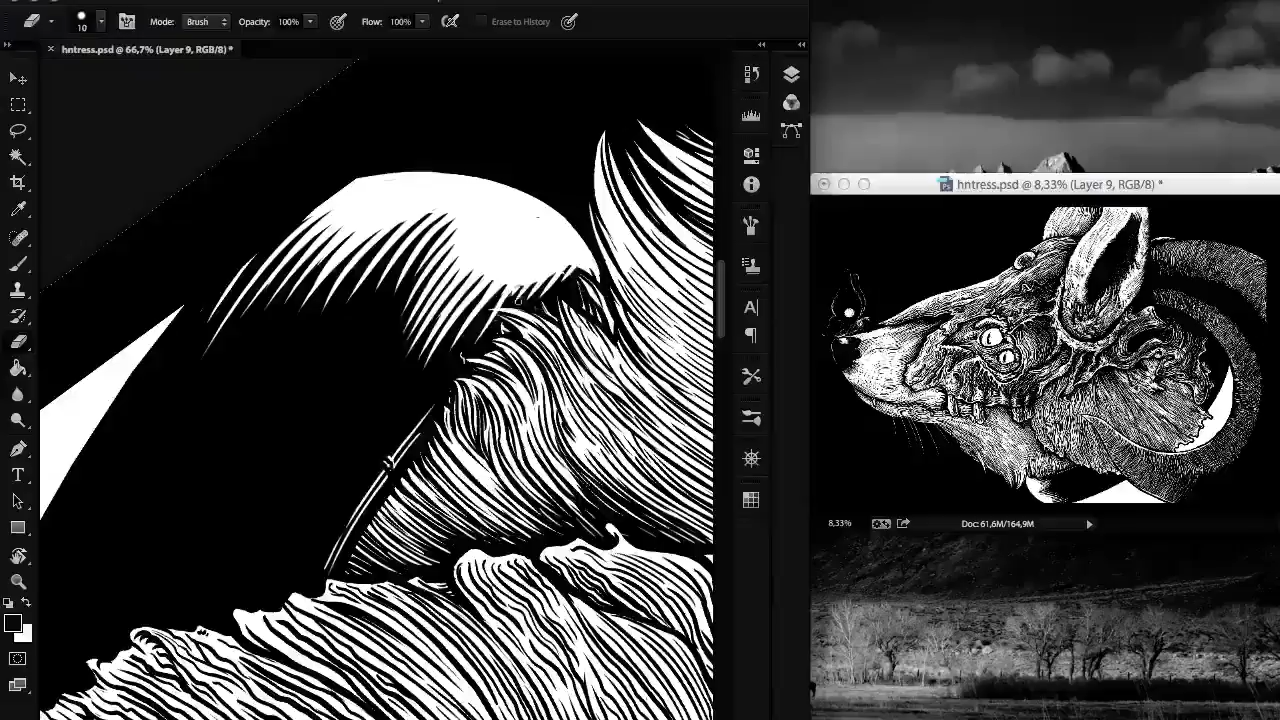 Mode: Brush Opacity: 100% Flow: 100% Erase to History
10
hntress.psd @ 66,7% (Layer 9, RGB/8) *
hntress.psd @ 8,33% (Layer 9, RGB/8) *
8,33% Doc: 61,6M/164,9M